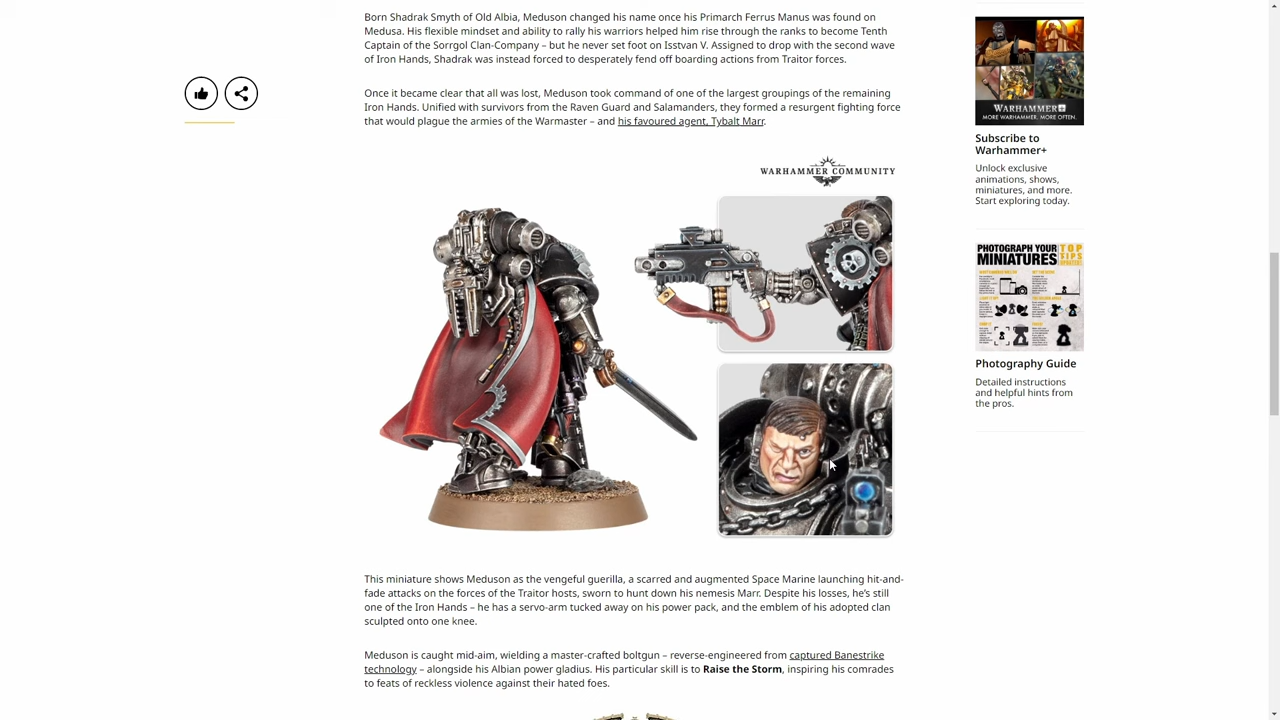 Born Shadrak Smyth of Old Albia, Meduson changed his name once his Primarch Ferrus Manus was found on
Medusa. His flexible mindset and ability to rally his warriors helped him rise through the ranks to become Tenth
Captain of the Sorrgol Clan-Company – but he never set foot on Isstvan V. Assigned to drop with the second wave
of Iron Hands, Shadrak was instead forced to desperately fend off boarding actions from Traitor forces.
Once it became clear that all was lost, Meduson took command of one of the largest groupings of the remaining
Iron Hands. Unified with survivors from the Raven Guard and Salamanders, they formed a resurgent fighting force
that would plague the armies of the Warmaster – and his favoured agent, Tybalt Marr.
WARHAMMER COMMUNITY
This miniature shows Meduson as the vengeful guerilla, a scarred and augmented Space Marine launching hit-and-
fade attacks on the forces of the Traitor hosts, sworn to hunt down his nemesis Marr. Despite his losses, he's still
one of the Iron Hands – he has a servo-arm tucked away on his power pack, and the emblem of his adopted clan
sculpted onto one knee.
Meduson is caught mid-aim, wielding a master-crafted boltgun – reverse-engineered from captured Banestrike
technology – alongside his Albian power gladius. His particular skill is to Raise the Storm, inspiring his comrades
to feats of reckless violence against their hated foes.
WARHAMMER+
MORE WARHAMMER. MORE OFTEN.
Subscribe to
Warhammer+
Unlock exclusive
animations, shows,
miniatures, and more.
Start exploring today.
PHOTOGRAPH YOUR
MINIATURES
TOP
TIPS
Photography Guide
Detailed instructions
and helpful hints from
the pros.